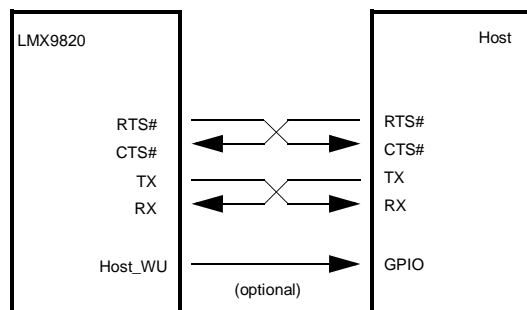 LMX9820 Host
RTS# RTS#
CTS# CTS#
TX TX
RX RX
Host_WU GPIO
(optional)